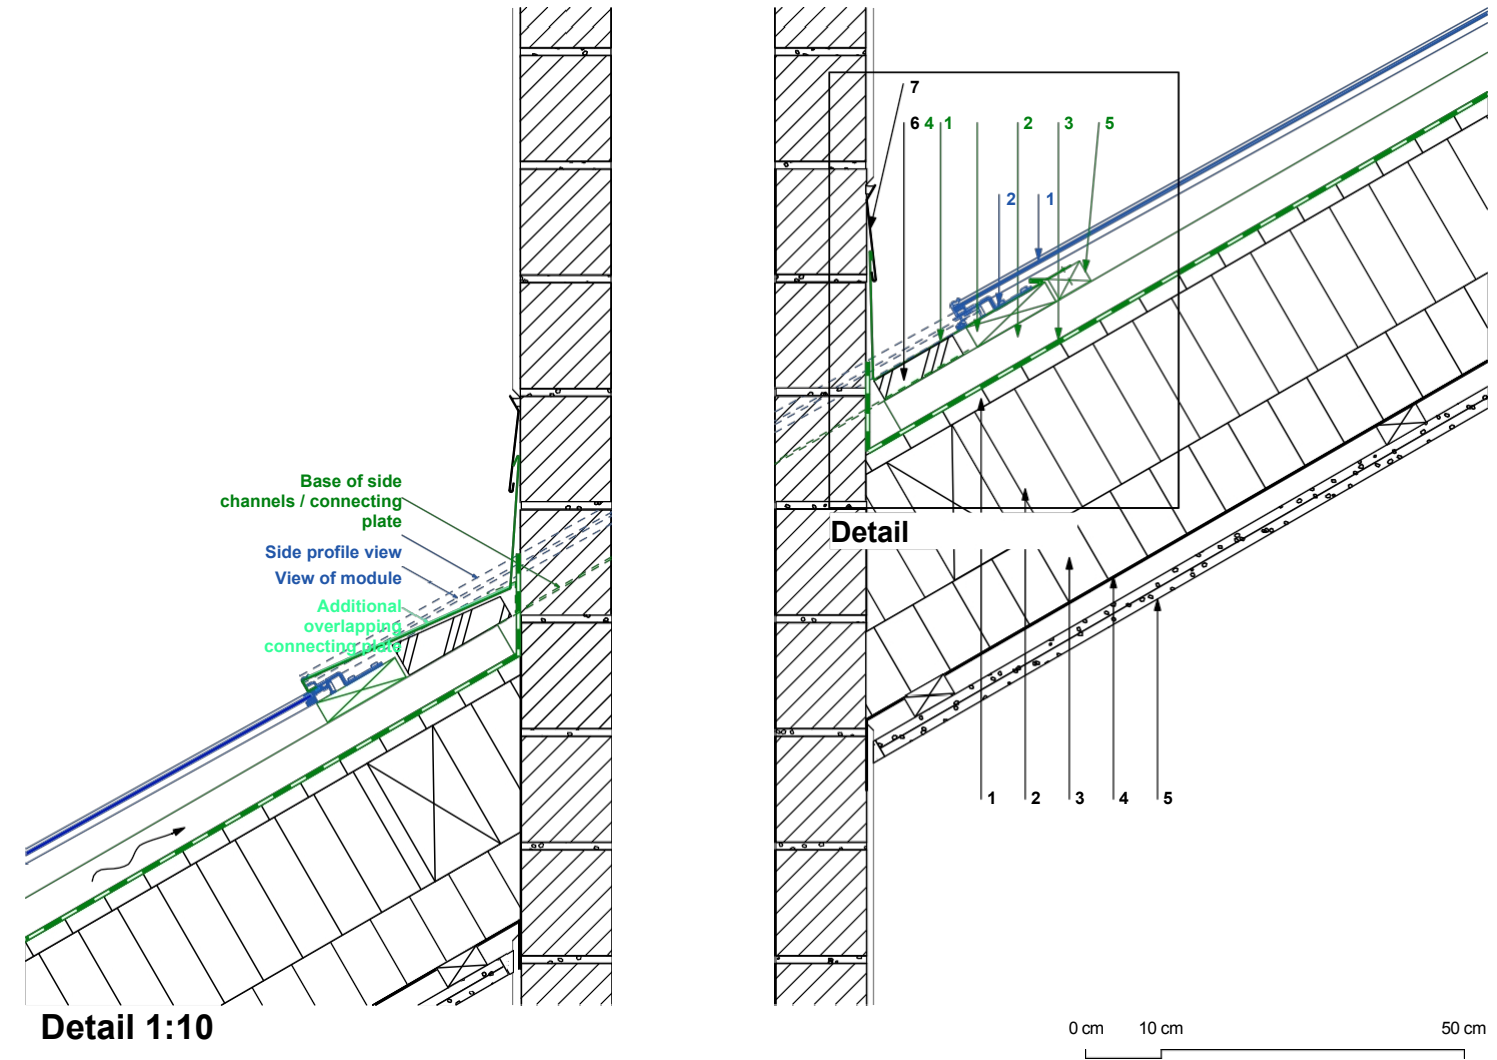 Base of side
channels / connecting
plate
Side profile view
View of module
Additional
overlapping
connecting plate
Detail 1:10
7
6 4 1 2 3 5
2 1
Detail
1 2 3 4 5
0 cm 10 cm 50 cm